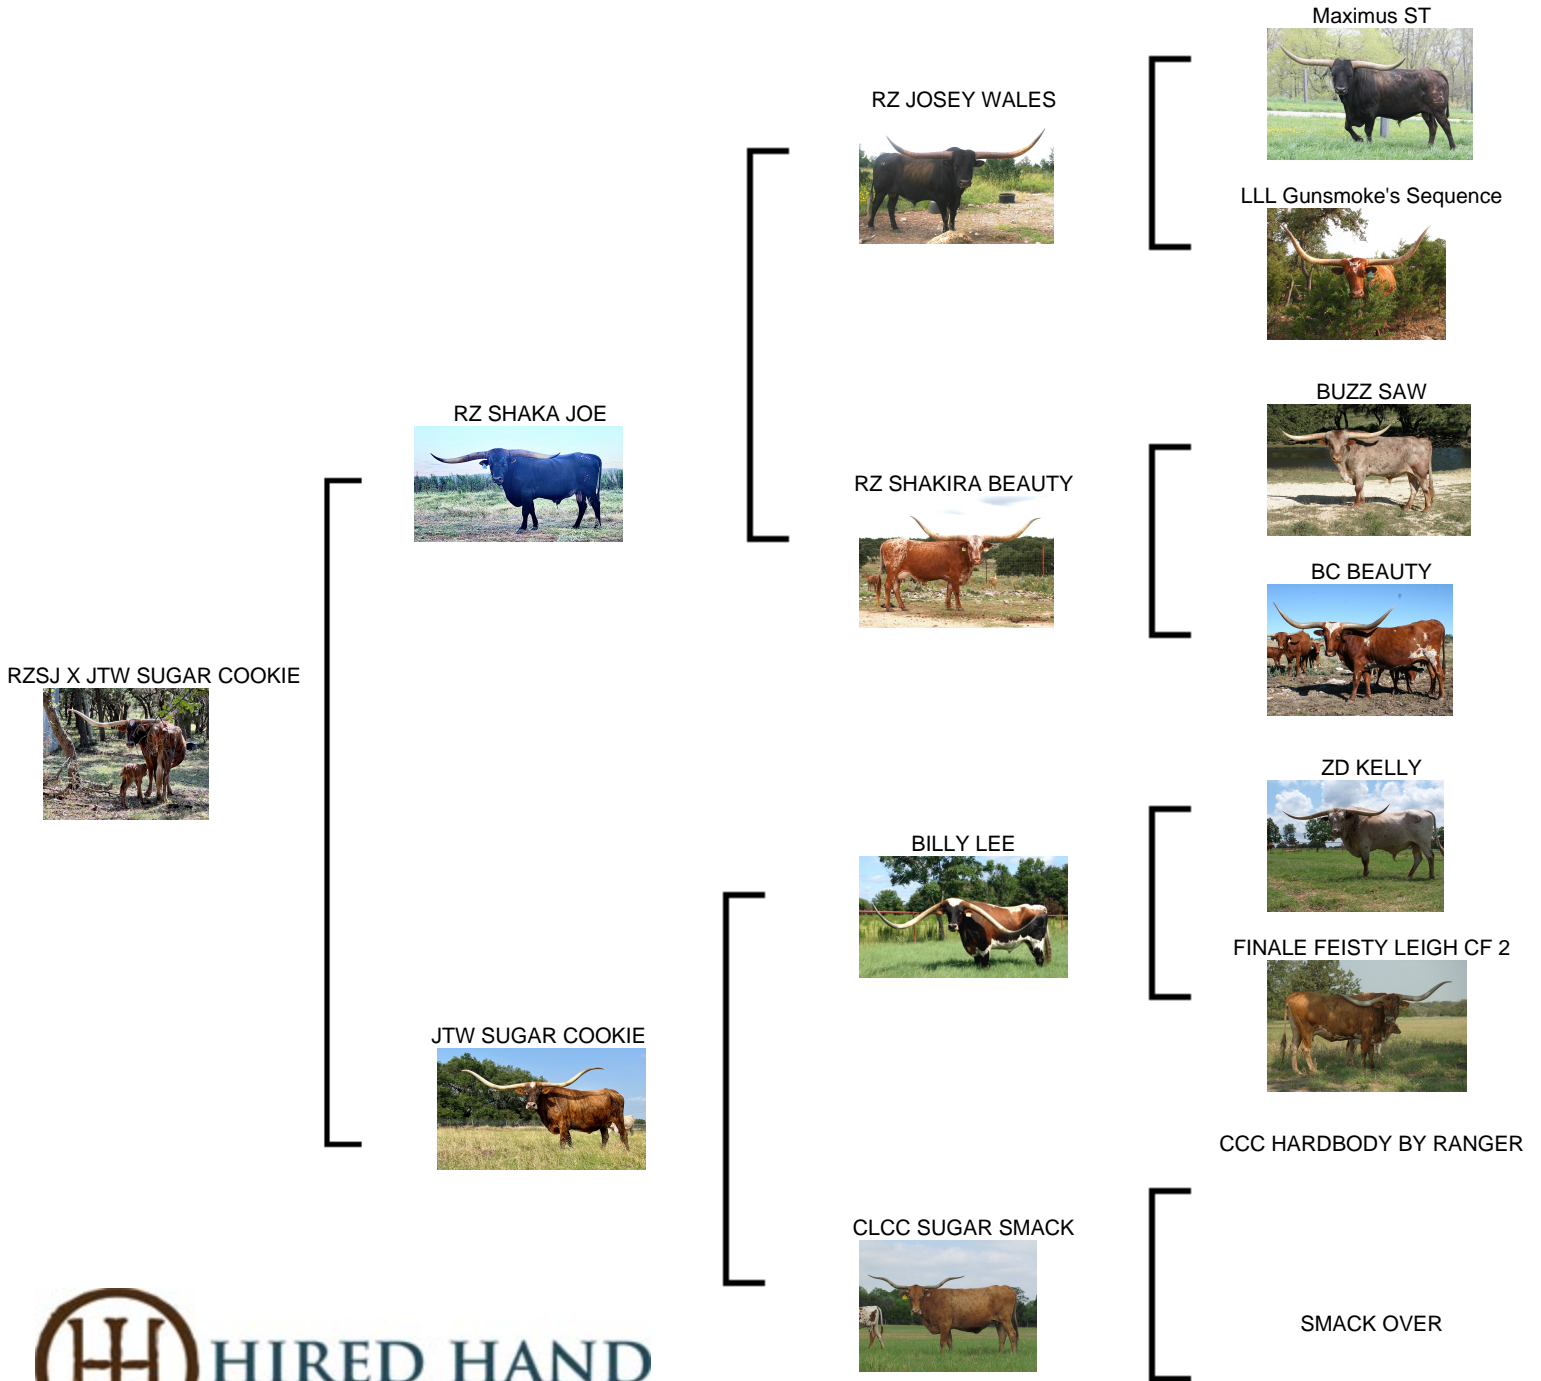 Maximus ST
RZ JOSEY WALES
LLL Gunsmoke's Sequence
BUZZ SAW
RZ SHAKA JOE
RZ SHAKIRA BEAUTY
BC BEAUTY
RZSJ X JTW SUGAR COOKIE
ZD KELLY
BILLY LEE
FINALE FEISTY LEIGH CF 2
JTW SUGAR COOKIE
CCC HARDBODY BY RANGER
CLCC SUGAR SMACK
SMACK OVER
HIRED HAND